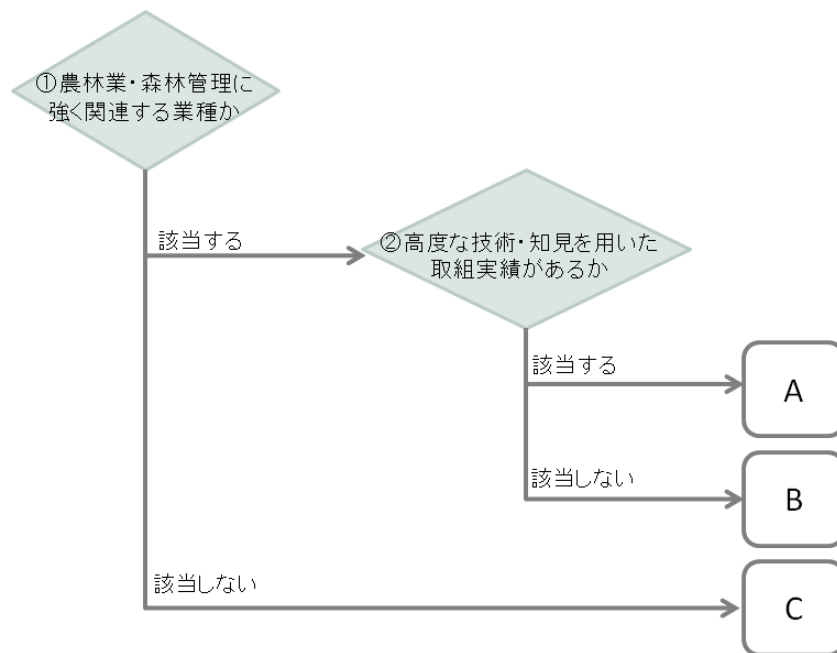 ①農林業・森林管理に
強く関連する業種か
該当する
②高度な技術・知見を用いた
取組実績があるか
該当する
A
該当しない
B
該当しない
C